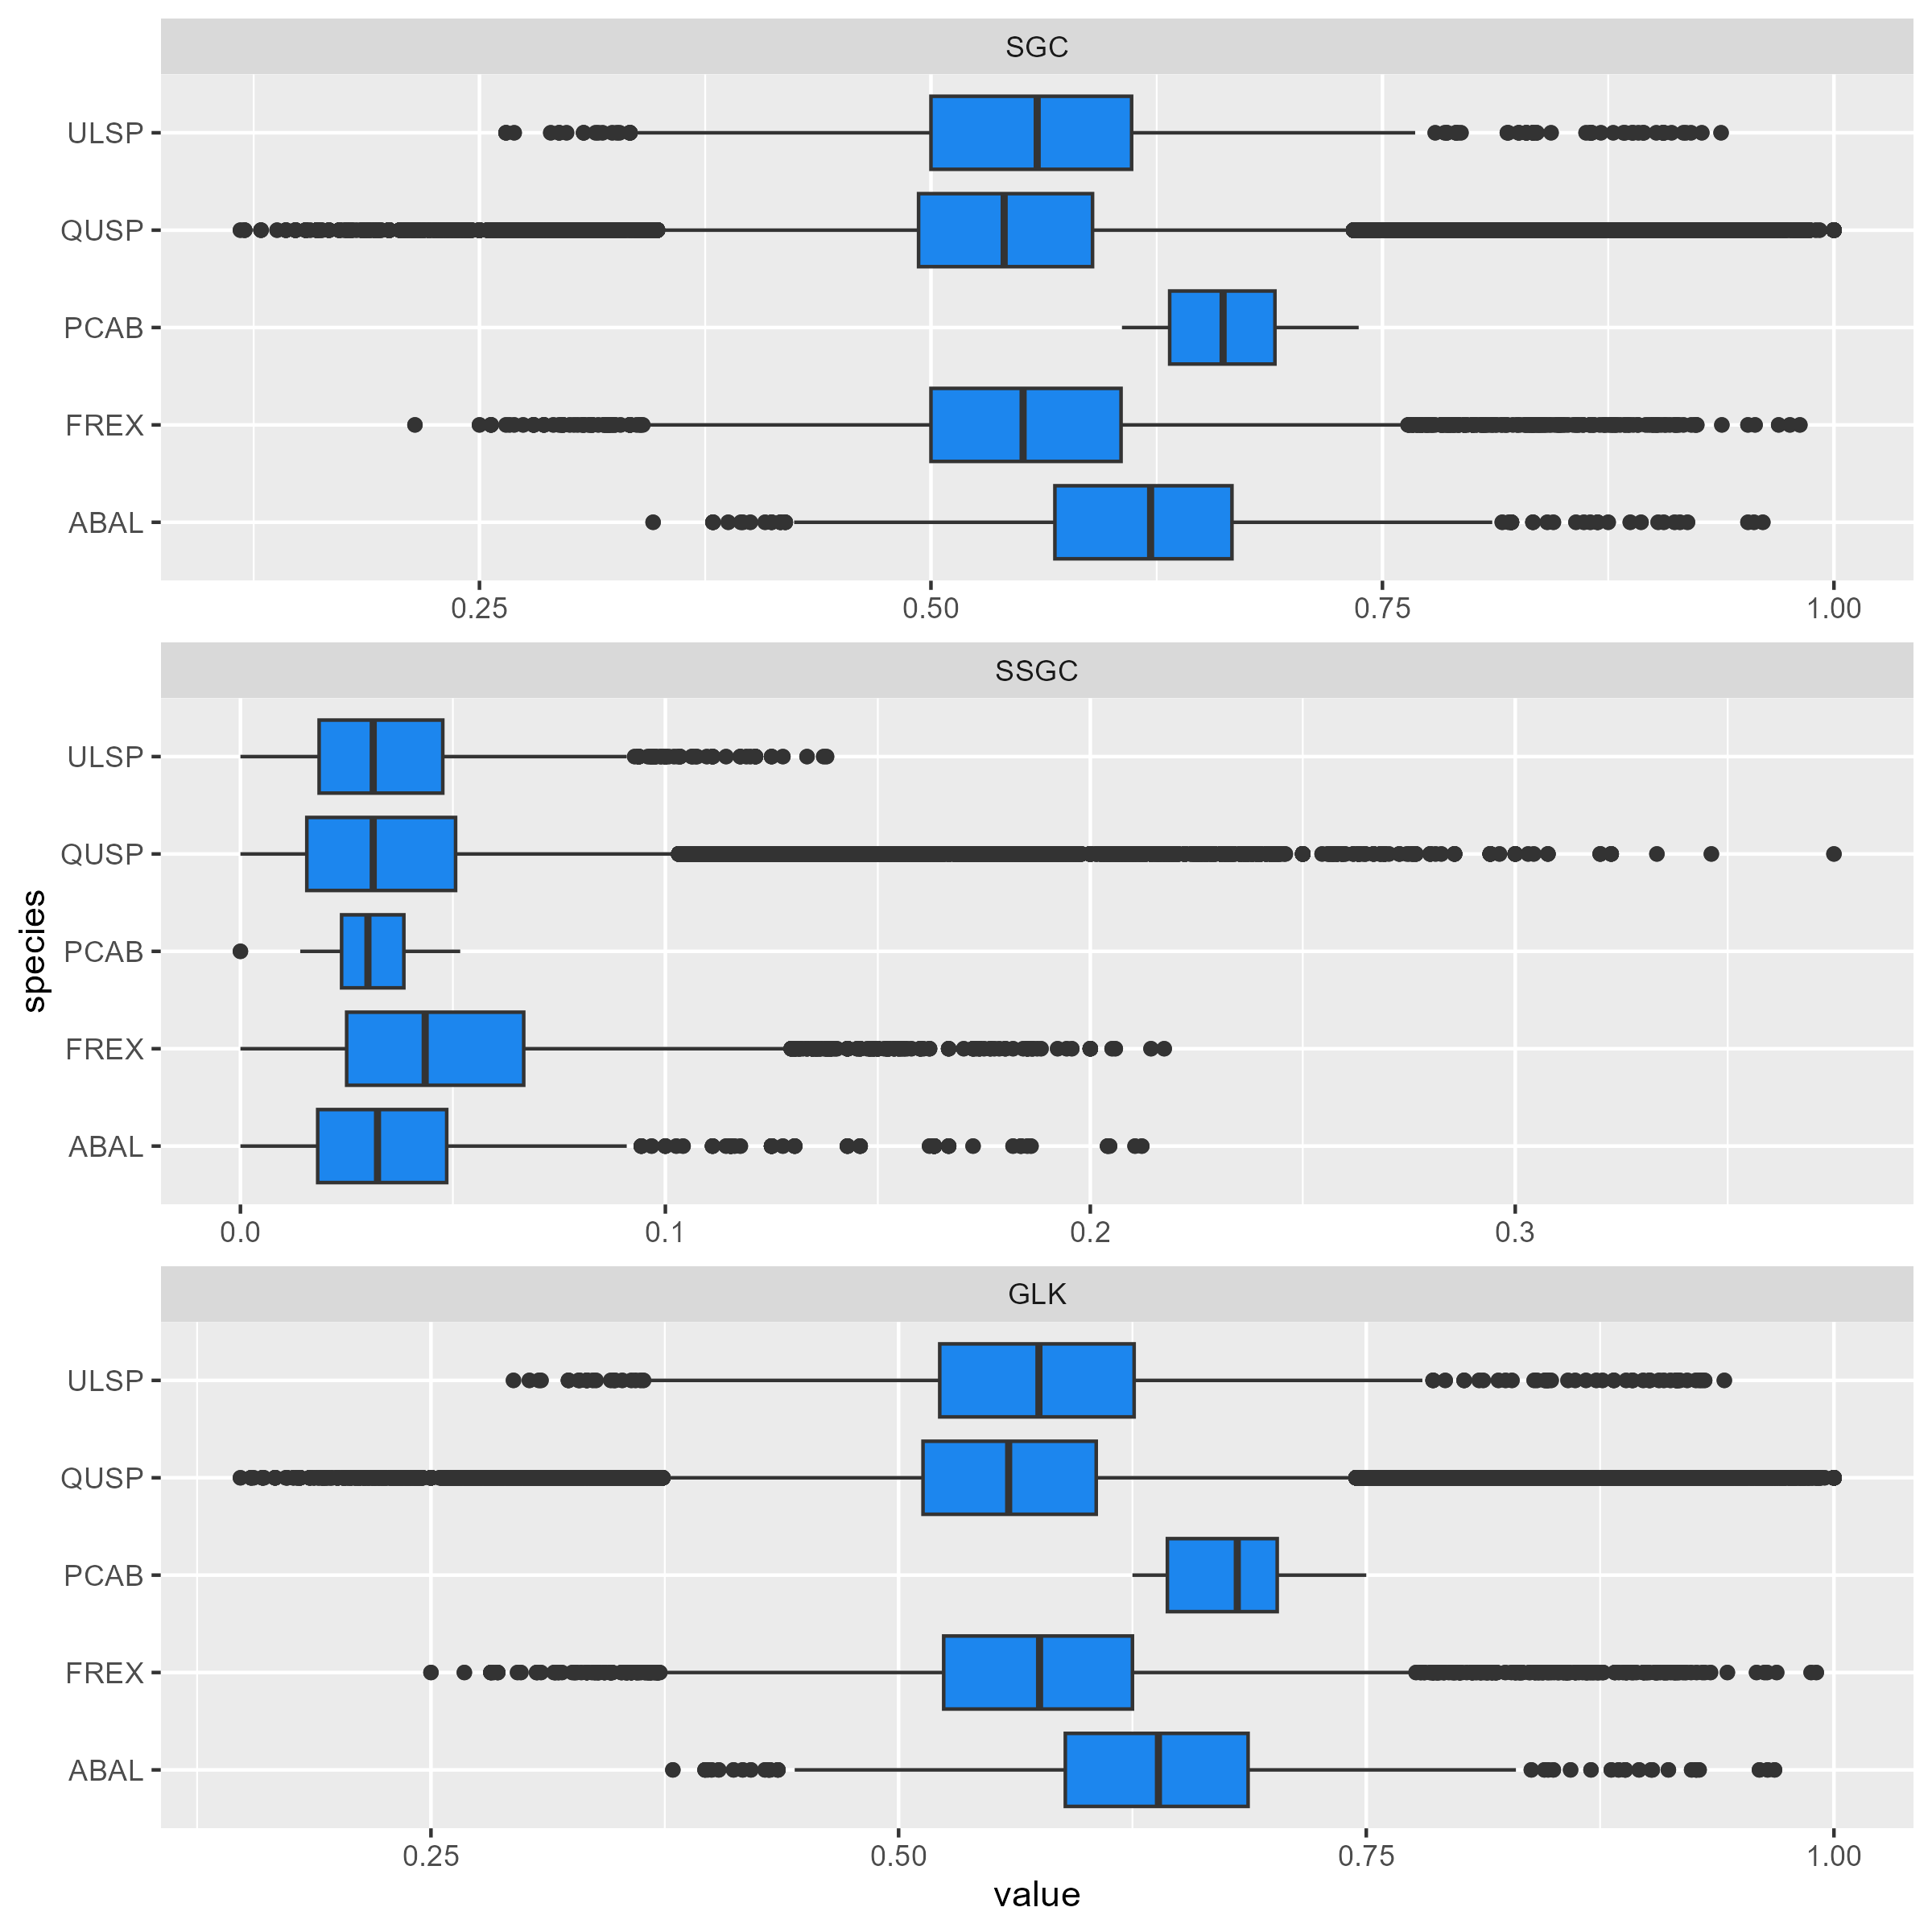 SGC
ULSP
QUSP
PCAB
FREX
ABAL
0.25 0.50 0.75 1.00
SSGC
ULSP
QUSP
PCAB
FREX
ABAL
0.0 0.1 0.2 0.3
species
GLK
ULSP
QUSP
PCAB
FREX
ABAL
0.25 0.50 0.75 1.00
value